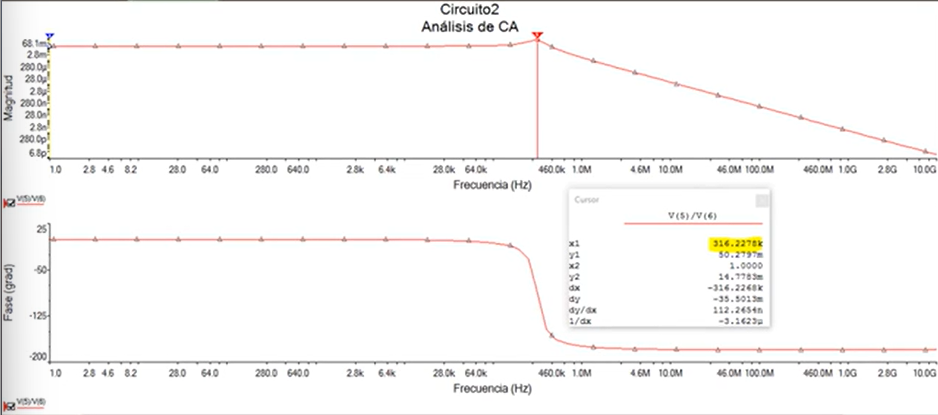 Circuito2
Análisis de CA
Magnitud
68.1m
2.8m
280.0µ
28.0µ
2.8µ
280.0n
28.0n
2.8n
280.0p
6.8p
1.0 2.8 4.6 8.2 28.0 64.0 280.0 640.0 6.4k 28.0k 64.0k 460.0k 1.0M 4.6M 10.0M 46.0M 100.0M 460.0M 1.0G 2.8G 10.0G
Frecuencia (Hz)
V(5)/V(6)
Cursor
V(5)/V(6)
x1 316.2278k
y1 50.2797m
x2 1.0000
y2 14.7783m
dx -316.2268k
dy -35.5013m
dy/dx 112.2654n
1/dx -3.1623µ
Fase (grad)
25
-50
-125
-200
1.0 2.8 4.6 8.2 28.0 64.0 280.0 640.0 6.4k 28.0k 64.0k 460.0k 1.0M 4.6M 10.0M 46.0M 100.0M 460.0M 1.0G 2.8G 10.0G
Frecuencia (Hz)
V(5)/V(6)